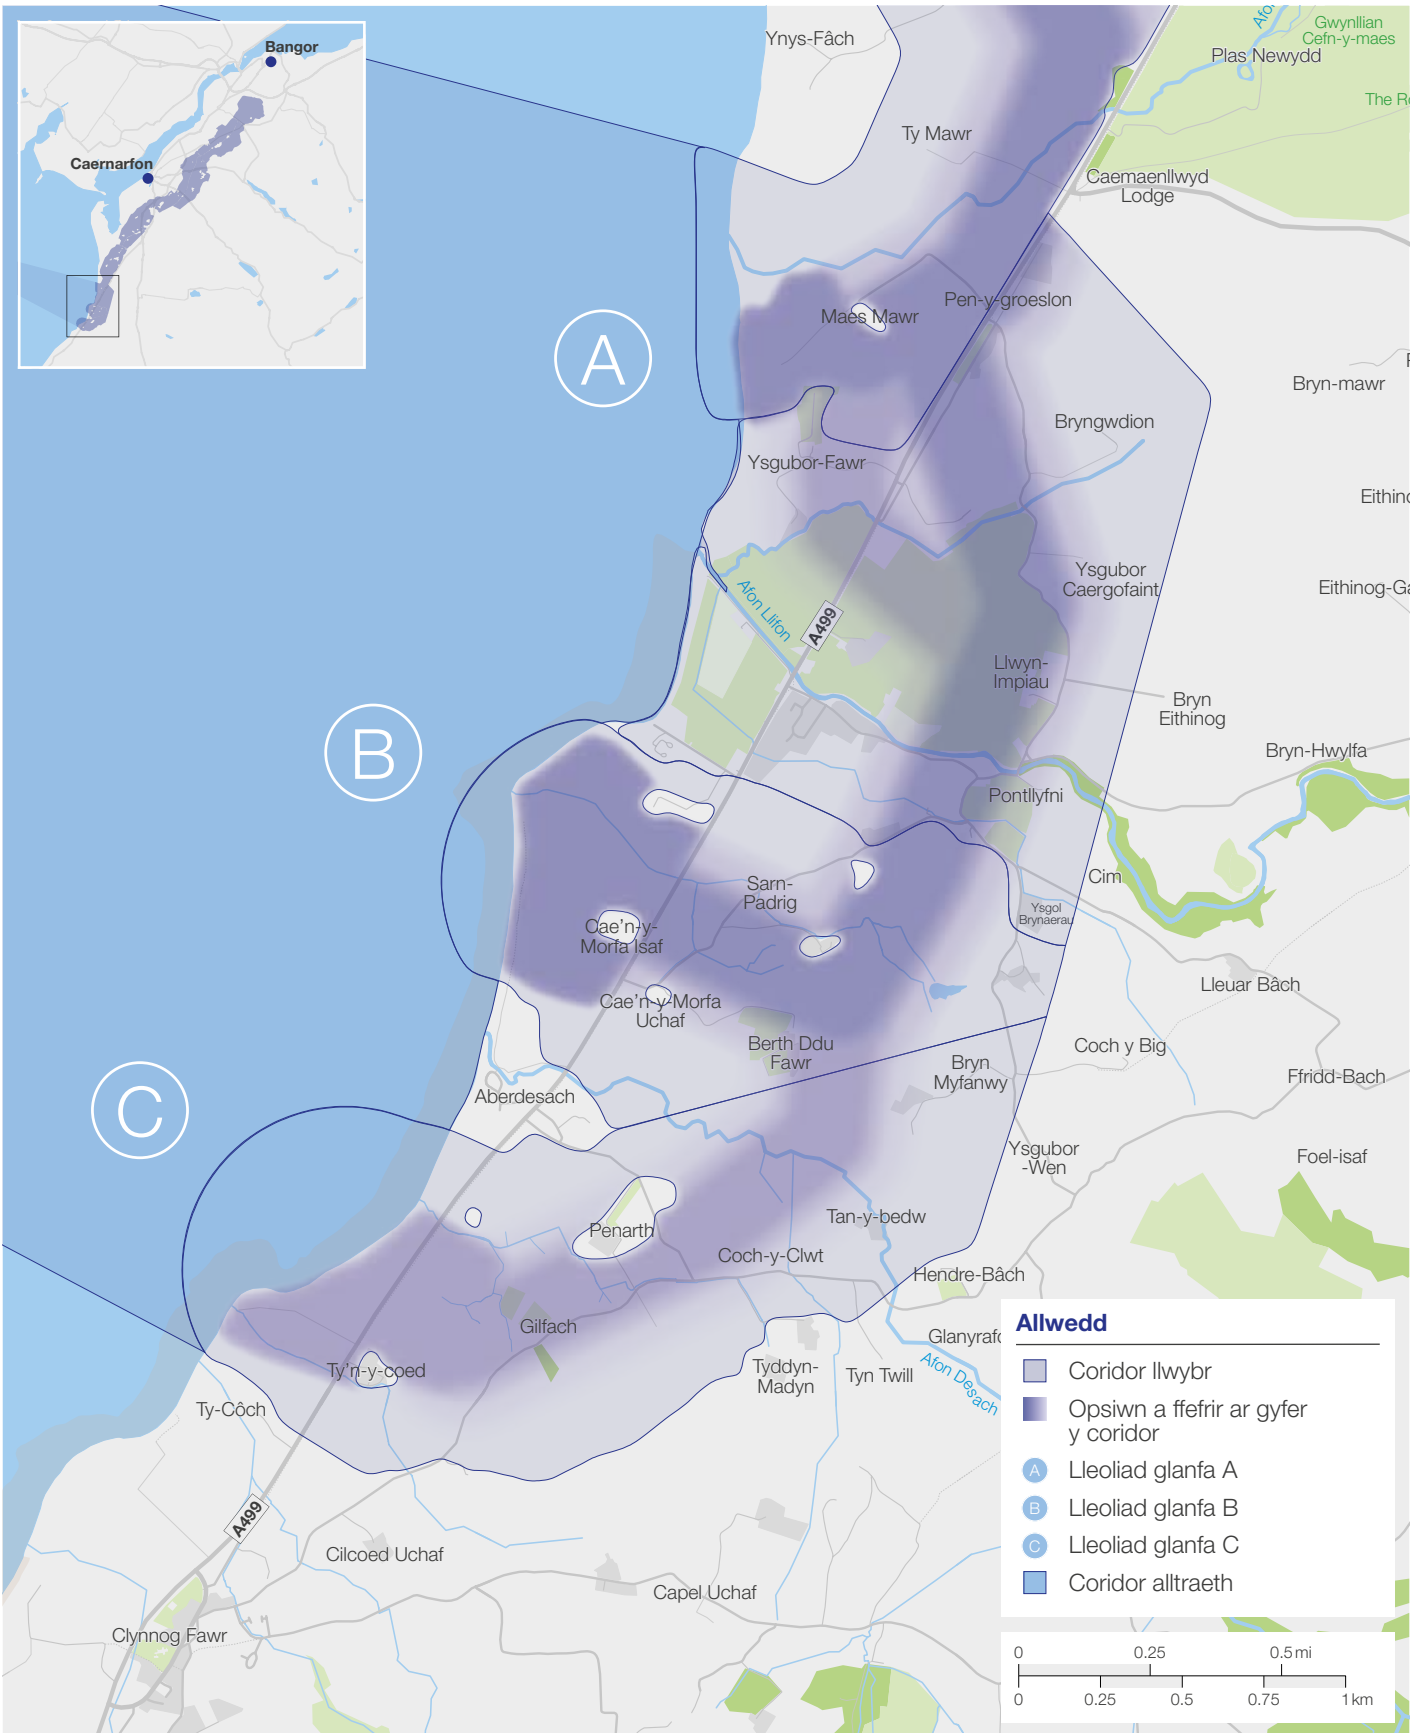 Bangor
Caernarfon
Ynys-Fâch
Gwynllian
Cefn-y-maes
Plas Newydd
Ty Mawr
Caemaenllwyd
Lodge
A
Maes Mawr
Pen-y-groeslon
Bryn-mawr
Bryngwdion
Ysgubor-Fawr
Ysgubor
Caergofaint
Afon Llifon
A499
Llwyn-
Impiau
Bryn
Eithinog
B
Bryn-Hwylfa
Pontllyfni
Cim
Sarn-
Padrig
Ysgol
Brynaerau
Cae'n-y-
Morfa Isaf
Lleuar Bâch
Cae'n-y-Morfa
Uchaf
Berth Ddu
Fawr
Coch y Big
Bryn
Myfanwy
Ffridd-Bach
C
Aberdesach
Ysgubor
-Wen
Foel-isaf
Tan-y-bedw
Penarth
Coch-y-Clwt
Hendre-Bâch
Gilfach
Ty'n-y-coed
Tyddyn-
Madyn
Tyn Twill
Afon Desach
Ty-Côch
A499
Cilcoed Uchaf
Capel Uchaf
Clynnog Fawr
Allwedd
Coridor llwybr
Opsiwn a ffefrir ar gyfer
y coridor
A Lleoliad glanfa A
B Lleoliad glanfa B
C Lleoliad glanfa C
Coridor alltraeth
0 0.25 0.5 mi
0 0.25 0.5 0.75 1 km